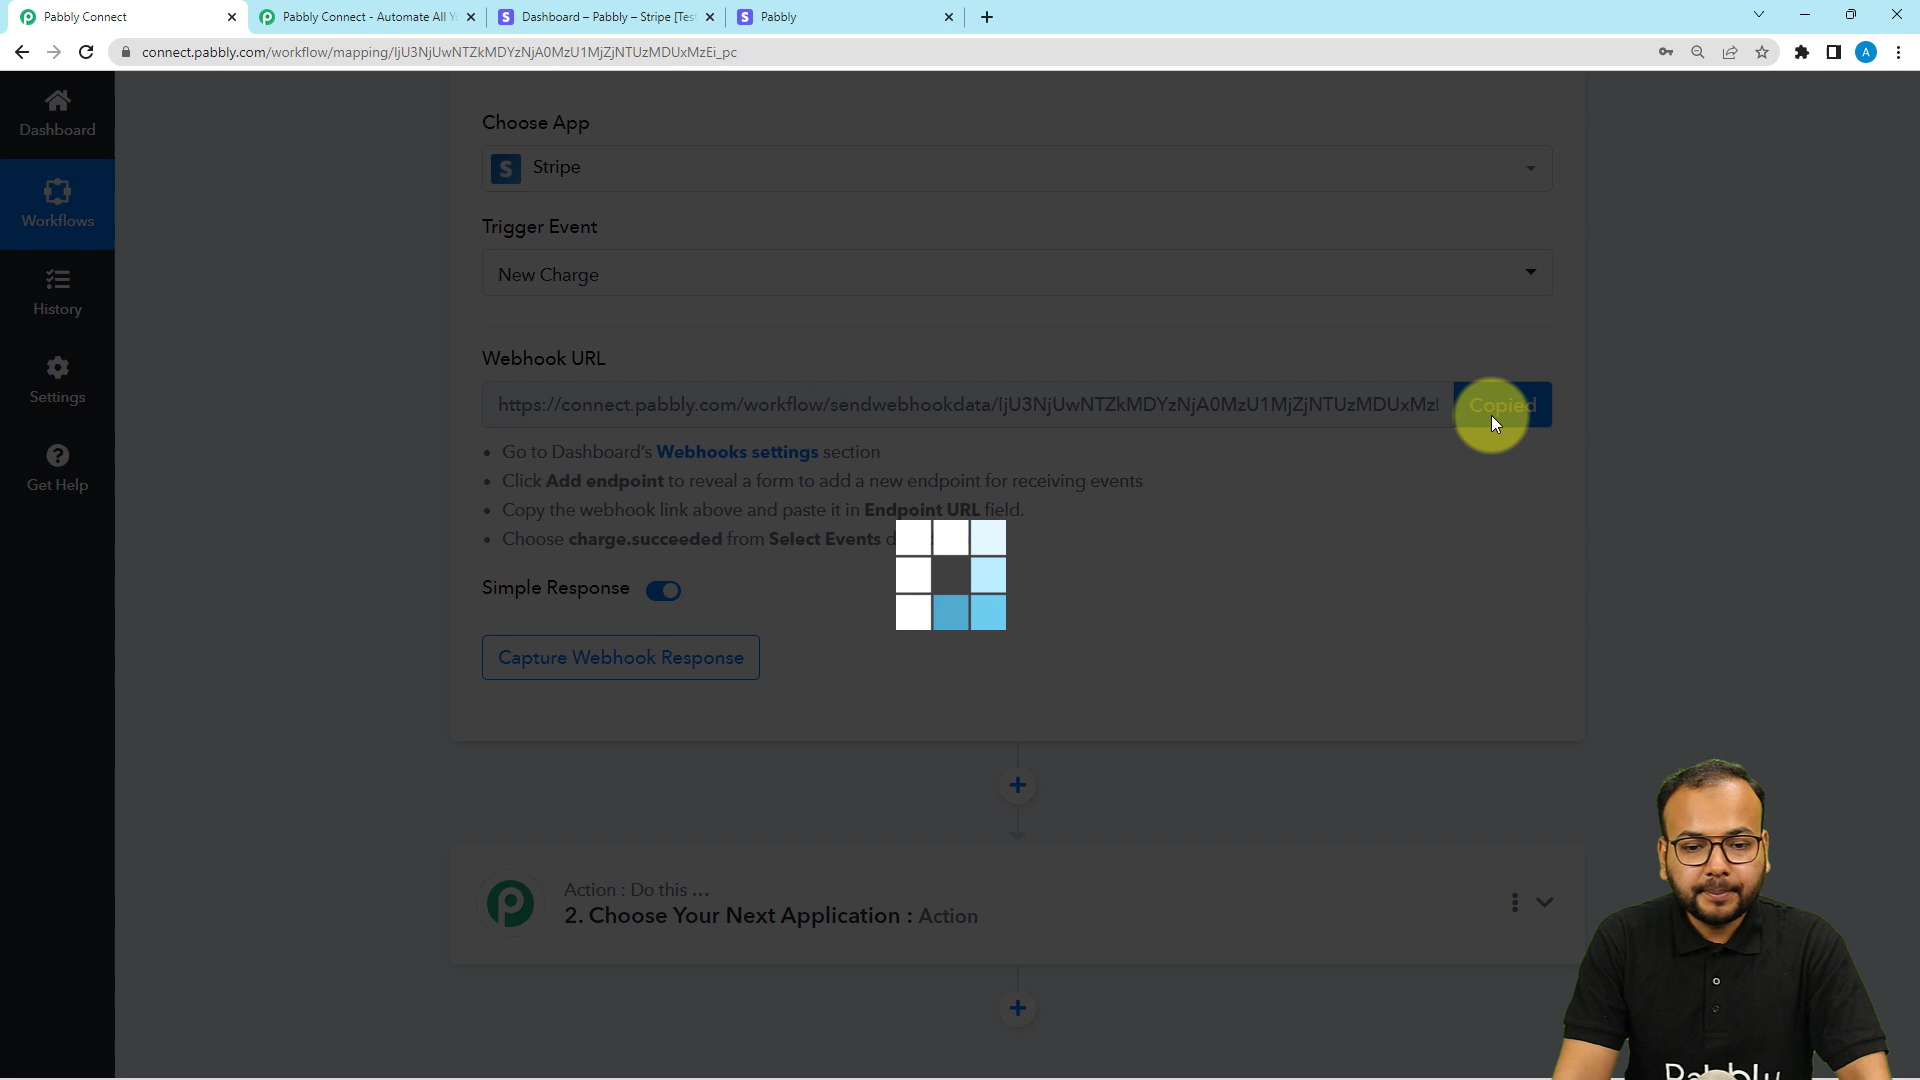 Pabbly Connect
Pabbly Connect - Automate All Y
Dashboard – Pabbly – Stripe [Tes
Pabbly
connect.pabbly.com/workflow/mapping/IjU3NjUwNTZkMDYzNjA0MzU1MjZjNTUzMDUxMzEi_pc
A
Dashboard
Workflows
History
Settings
Get Help
Choose App
Stripe
Trigger Event
New Charge
Webhook URL
https://connect.pabbly.com/workflow/sendwebhookdata/IjU3NjUwNTZkMDYzNjA0MzU1MjZjNTUzMDUxMzI
Copied
• Go to Dashboard's Webhooks settings section
• Click Add endpoint to reveal a form to add a new endpoint for receiving events
• Copy the webhook link above and paste it in Endpoint URL field.
• Choose charge.succeeded from Select Events d
Simple Response
Capture Webhook Response
Action : Do this ...
2. Choose Your Next Application : Action
Pabbly